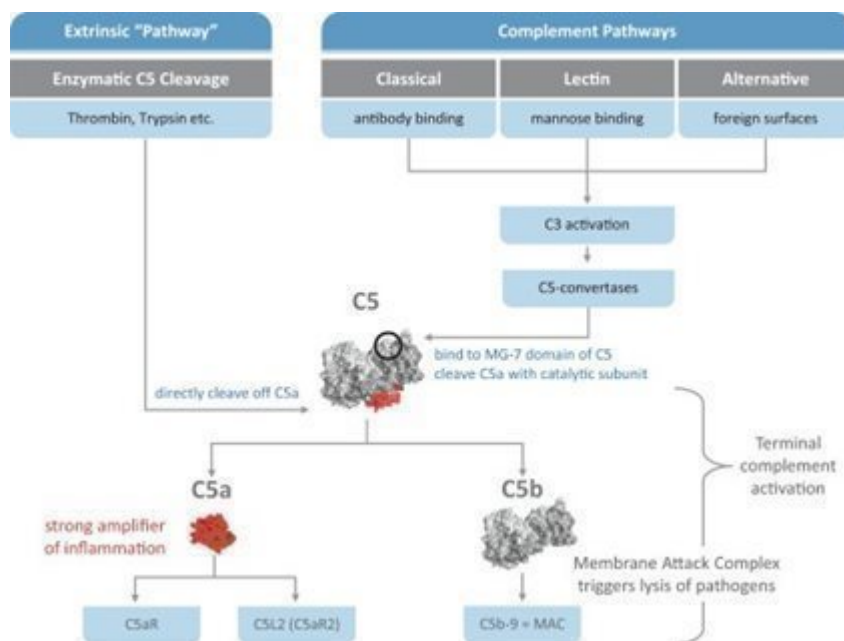 Extrinsic "Pathway"
Complement Pathways
Enzymatic C5 Cleavage
Classical
Lectin
Alternative
Thrombin, Trypsin etc.
antibody binding
mannose binding
foreign surfaces
C3 activation
C5-convertases
C5
bind to MG-7 domain of C5
cleave C5a with catalytic subunit
directly cleave off C5a
Terminal
complement
activation
C5a
C5b
strong amplifier
of inflammation
Membrane Attack Complex
triggers lysis of pathogens
C5aR
C5L2 (C5aR2)
C5b-9 = MAC